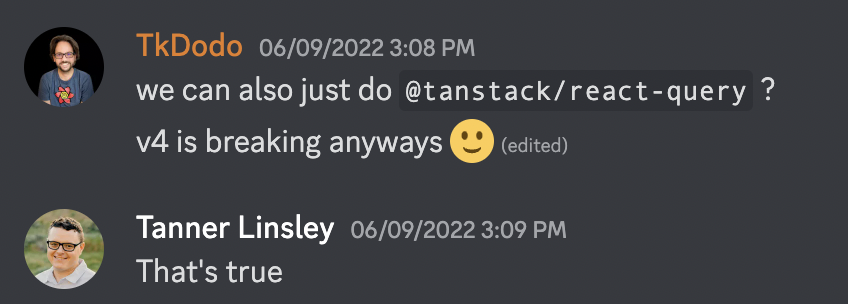 TkDodo 06/09/2022 3:08 PM
we can also just do @tanstack/react-query ?
v4 is breaking anyways 🙂 (edited)
Tanner Linsley 06/09/2022 3:09 PM
That's true